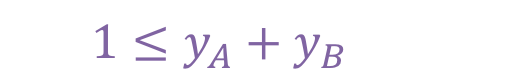 1 ≤ y_A + y_B